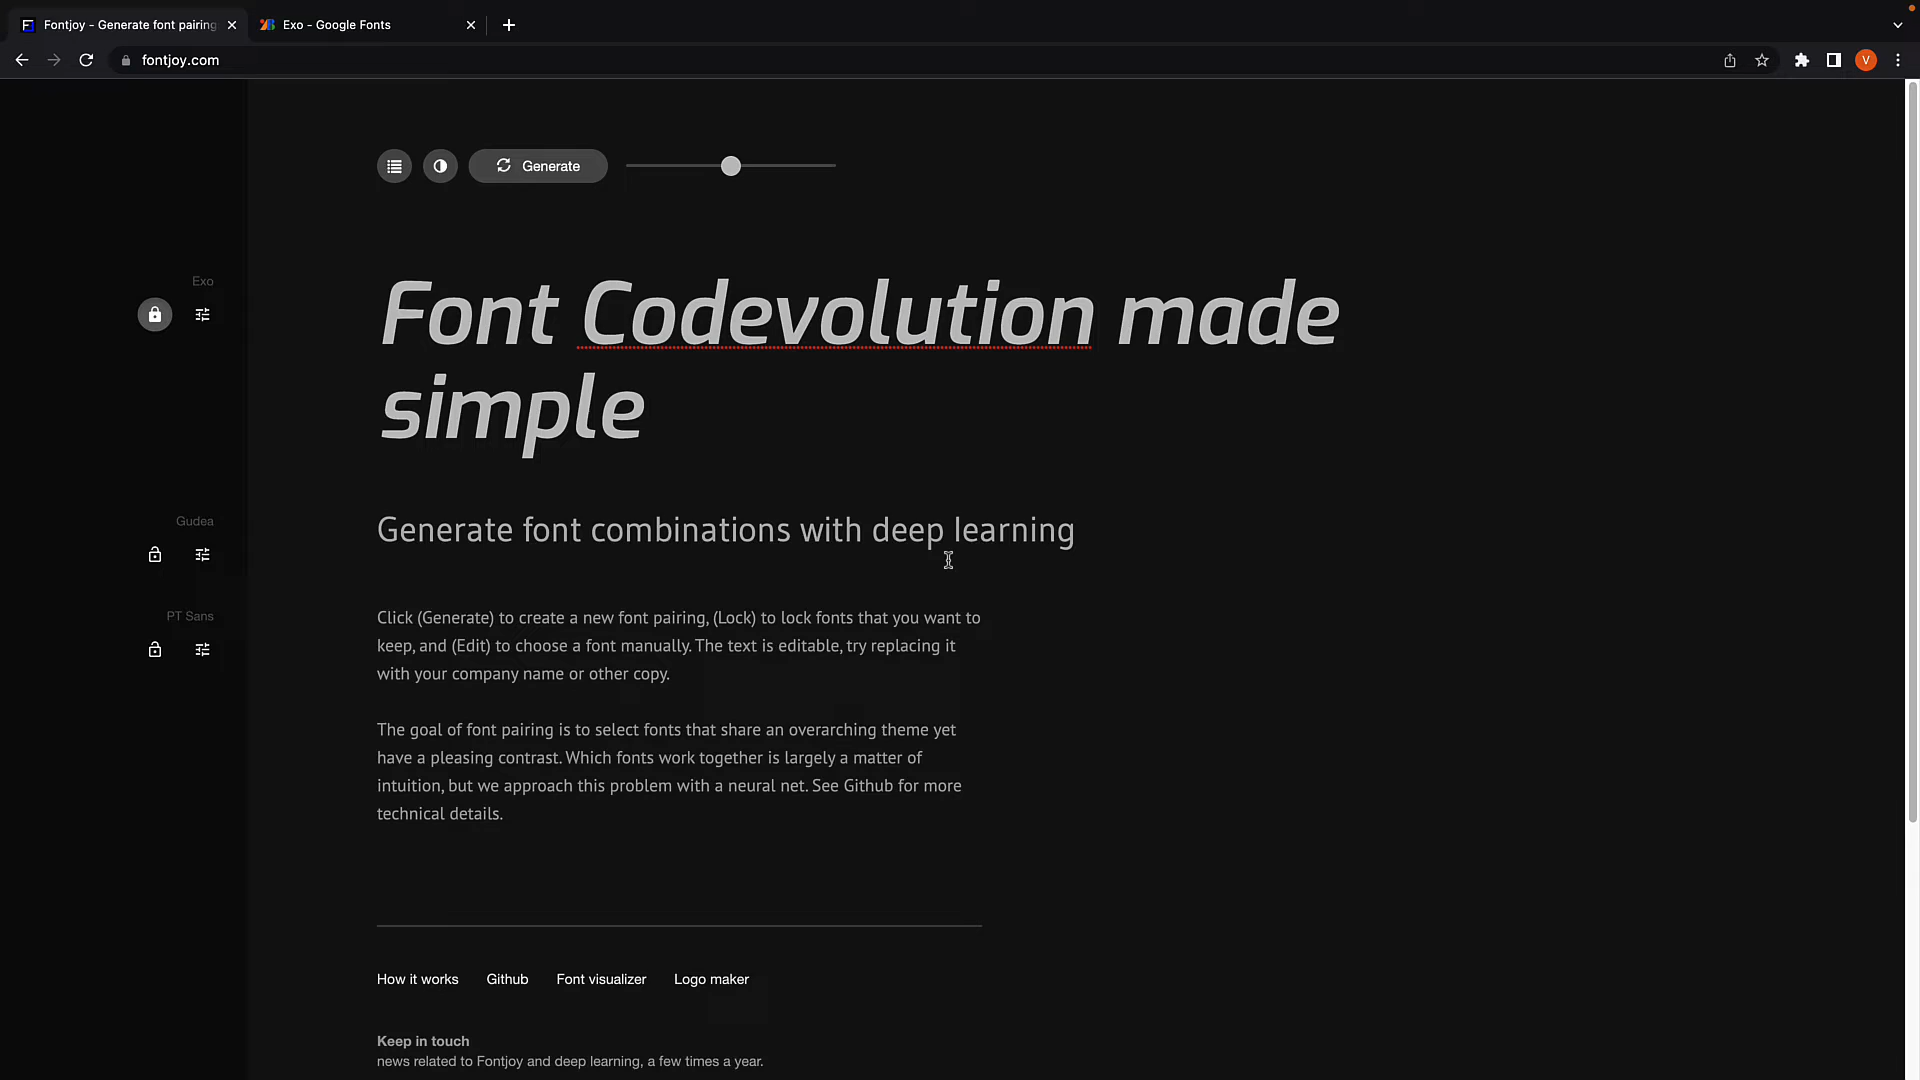 Fontjoy - Generate font pairing
Exo - Google Fonts
fontjoy.com
V
Generate
Exo
Font Codevolution made
simple
Gudea
Generate font combinations with deep learning
PT Sans
Click (Generate) to create a new font pairing, (Lock) to lock fonts that you want to
keep, and (Edit) to choose a font manually. The text is editable, try replacing it
with your company name or other copy.
The goal of font pairing is to select fonts that share an overarching theme yet
have a pleasing contrast. Which fonts work together is largely a matter of
intuition, but we approach this problem with a neural net. See Github for more
technical details.
How it works Github Font visualizer Logo maker
Keep in touch
news related to Fontjoy and deep learning, a few times a year.